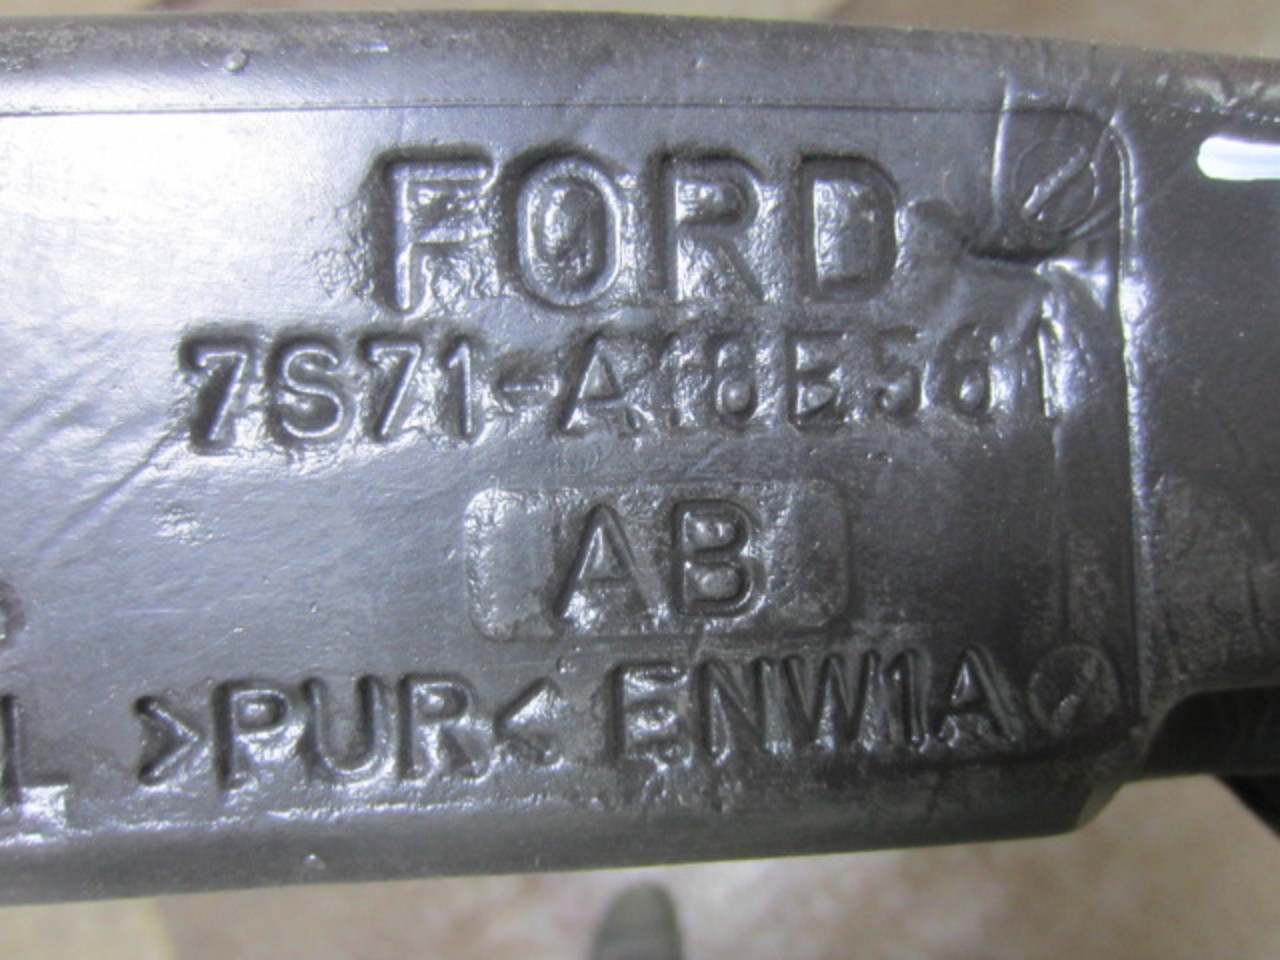 FORD
7S71-A18E561
AB
L >PUR< ENW1A